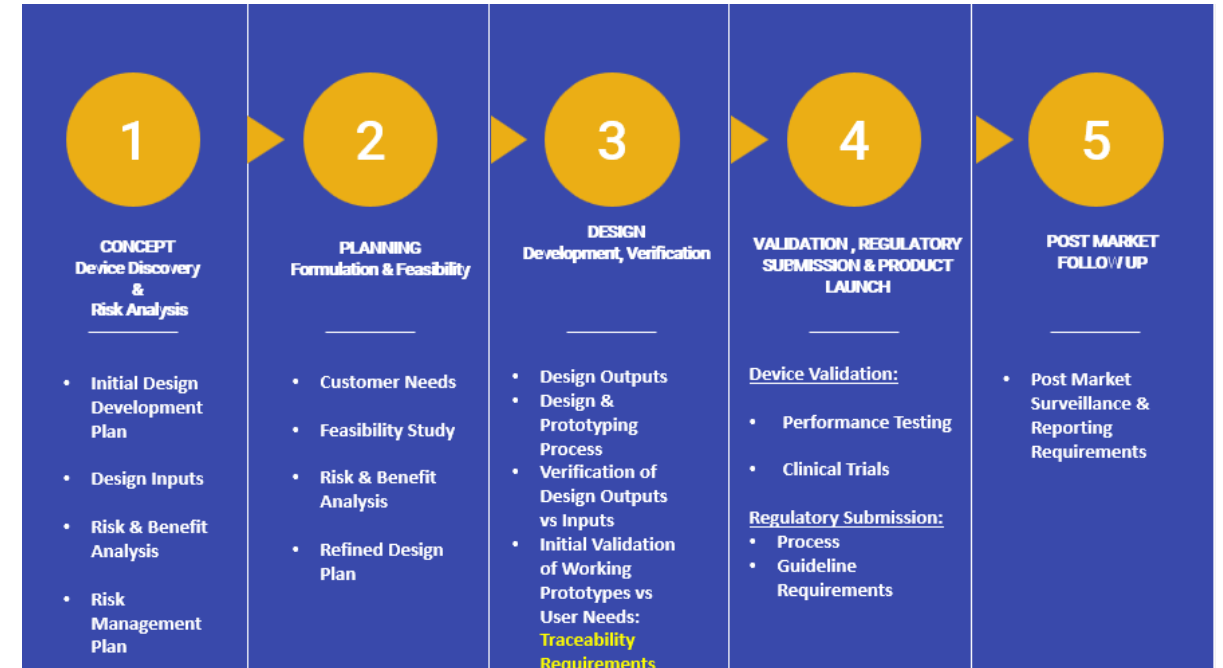 1
CONCEPT
Device Discovery
&
Risk Analysis
• Initial Design
Development
Plan
• Design Inputs
• Risk & Benefit
Analysis
• Risk
Management
Plan
2
PLANNING
Formulation & Feasibility
• Customer Needs
• Feasibility Study
• Risk & Benefit
Analysis
• Refined Design
Plan
3
DESIGN
Development, Verification
• Design Outputs
• Design &
Prototyping
Process
• Verification of
Design Outputs
vs Inputs
• Initial Validation
of Working
Prototypes vs
User Needs:
Traceability
Requirements
4
VALIDATION , REGULATORY
SUBMISSION & PRODUCT
LAUNCH
Device Validation:
• Performance Testing
• Clinical Trials
Regulatory Submission:
• Process
• Guideline
Requirements
5
POST MARKET
FOLLOW UP
• Post Market
Surveillance &
Reporting
Requirements